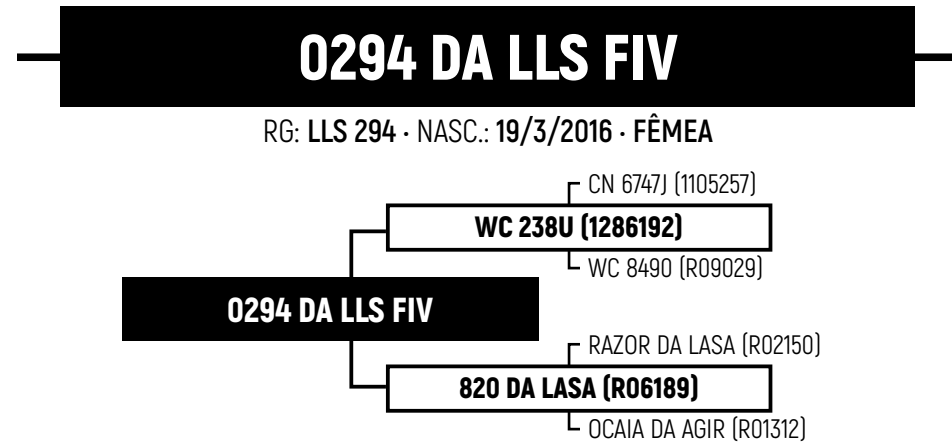 0294 DA LLS FIV
RG: LLS 294 · NASC.: 19/3/2016 · FÊMEA
CN 6747J (1105257)
WC 238U (1286192)
WC 8490 (R09029)
0294 DA LLS FIV
RAZOR DA LASA (R02150)
820 DA LASA (R06189)
OCAIA DA AGIR (R01312)